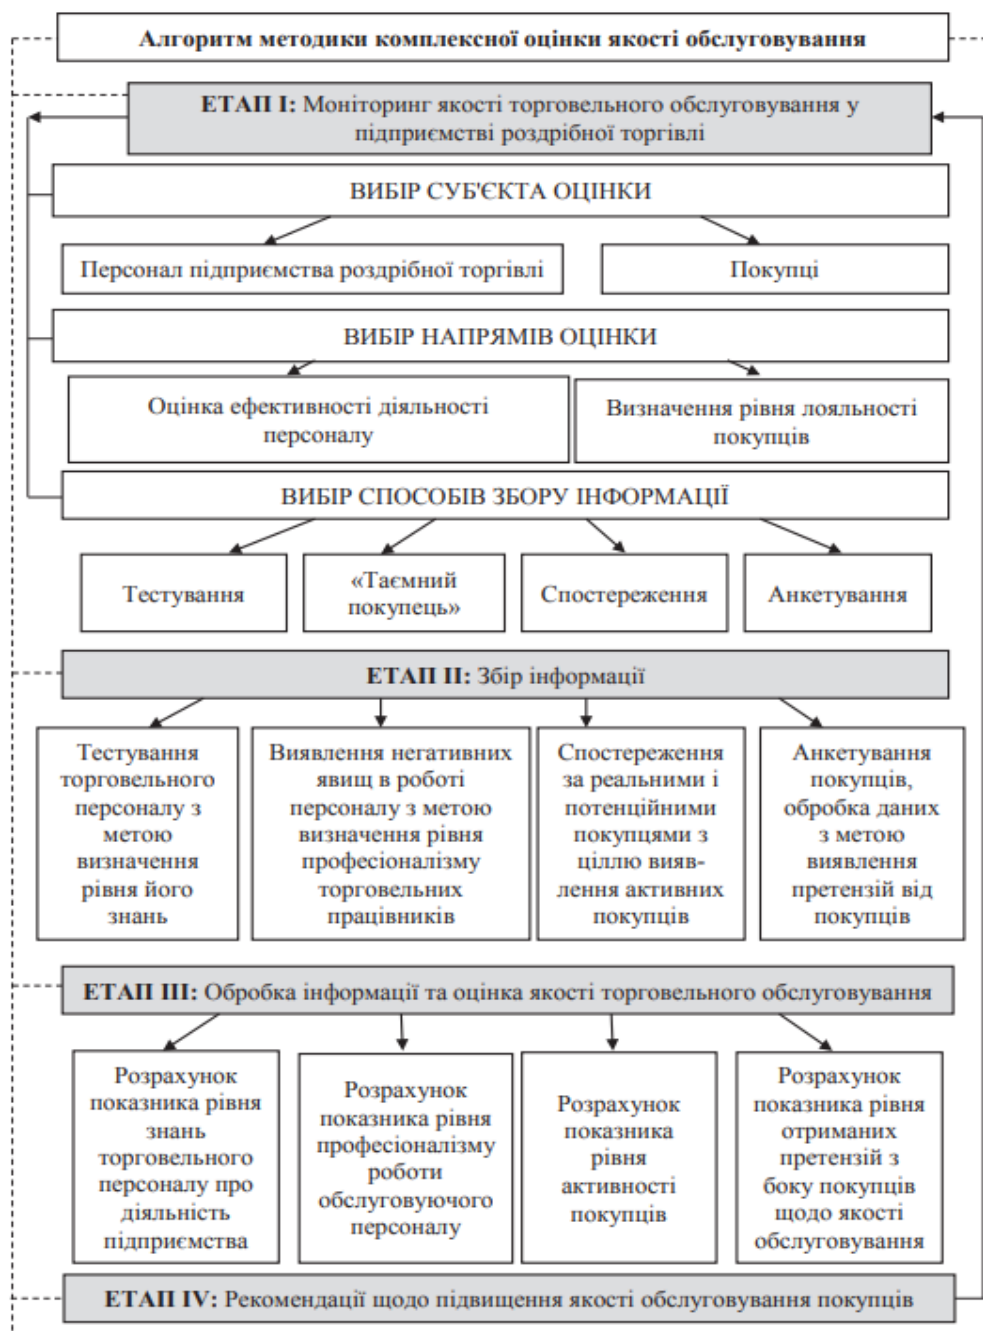 Алгоритм методики комплексної оцінки якості обслуговування
ЕТАП I: Моніторинг якості торговельного обслуговування у
підприємстві роздрібної торгівлі
ВИБІР СУБ'ЄКТА ОЦІНКИ
Персонал підприємства роздрібної торгівлі
Покупці
ВИБІР НАПРЯМІВ ОЦІНКИ
Оцінка ефективності діяльності
персоналу
Визначення рівня лояльності
покупців
ВИБІР СПОСОБІВ ЗБОРУ ІНФОРМАЦІЇ
Тестування
«Таємний
покупець»
Спостереження
Анкетування
ЕТАП II: Збір інформації
Тестування
торговельного
персоналу з
метою
визначення
рівня його
знань
Виявлення негативних
явищ в роботі
персоналу з метою
визначення рівня
професіоналізму
торговельних
працівників
Спостереження
за реальними і
потенційними
покупцями з
ціллю вияв-
лення активних
покупців
Анкетування
покупців,
обробка даних
з метою
виявлення
претензій від
покупців
ЕТАП III: Обробка інформації та оцінка якості торговельного обслуговування
Розрахунок
показника рівня
знань
торговельного
персоналу про
діяльність
підприємства
Розрахунок
показника рівня
професіоналізму
роботи
обслуговуючого
персоналу
Розрахунок
показника
рівня
активності
покупців
Розрахунок
показника рівня
отриманих
претензій з
боку покупців
щодо якості
обслуговування
ЕТАП IV: Рекомендації щодо підвищення якості обслуговування покупців